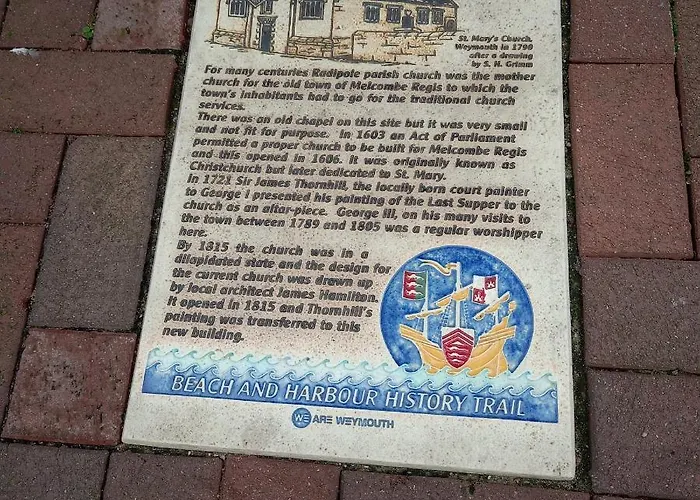 St. Mary's Church.
Weymouth in 1790
after a drawing
by S. H. Grimm
For many centuries Radipole parish church was the mother
church for the old town of Melcombe Regis to which the
town's inhabitants had to go for the traditional church
services.
There was an old chapel on this site but it was very small
and not fit for purpose. In 1603 an Act of Parliament
permitted a proper church to be built for Melcombe Regis
and this opened in 1606. It was originally known as
Christchurch but later dedicated to St. Mary.
In 1721 Sir James Thornhill, the locally born court painter
to George I presented his painting of the Last Supper to the
church as an altar-piece. George III, on his many visits to
the town between 1789 and 1805 was a regular worshipper
here.
By 1815 the church was in a
dilapidated state and the design for
the current church was drawn up
by local architect James Hamilton.
It opened in 1815 and Thornhill's
painting was transferred to this
new building.
BEACH AND HARBOUR HISTORY TRAIL
WE ARE WEYMOUTH